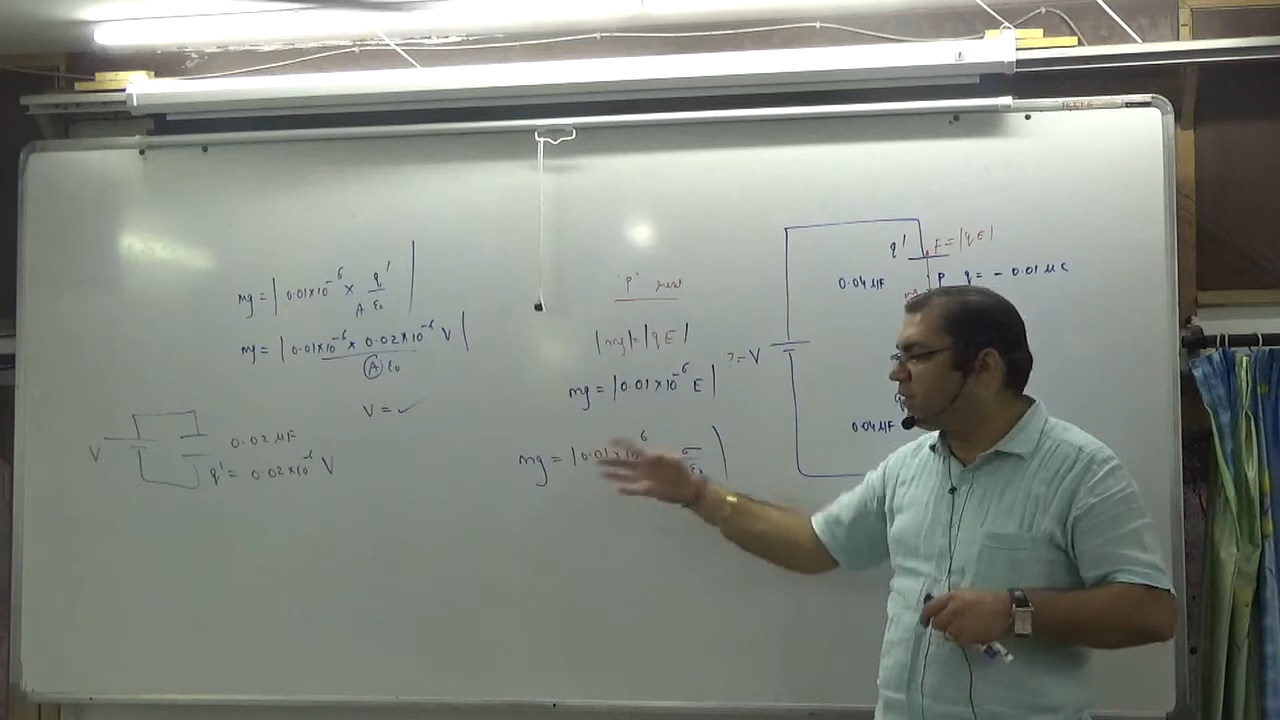 mg = | 0.01×10⁻⁶ × q' / A ε₀ |
mg = | 0.01×10⁻⁶ × 0.02×10⁻⁶ V / A ε₀ |
V = ✓
V
0.02 μF
q' = 0.02×10⁻⁶ V
"P" rest
|mg| = |qE|
mg = | 0.01×10⁻⁶ E |
mg = | 0.01×10⁻⁶ σ / ε₀ |
q' F = |qE|
0.04 μF P q = - 0.01 μC
mg
? = V
0.04 μF